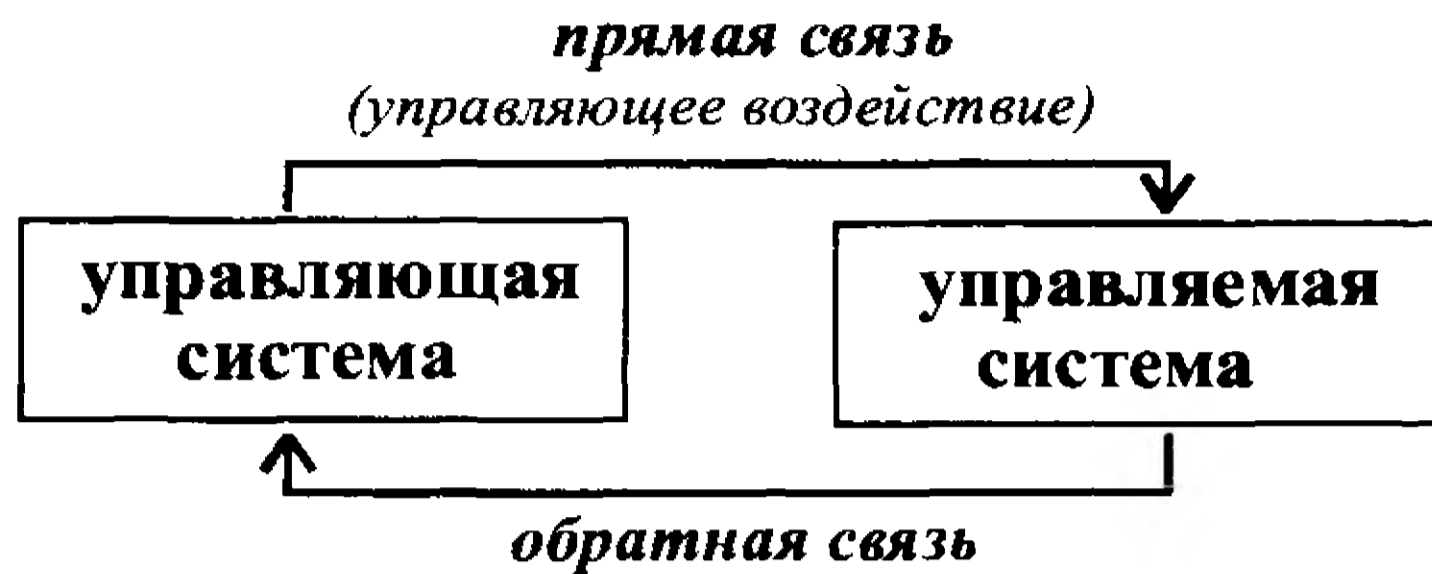 прямая связь
(управляющее воздействие)
управляющая
система
управляемая
система
обратная связь